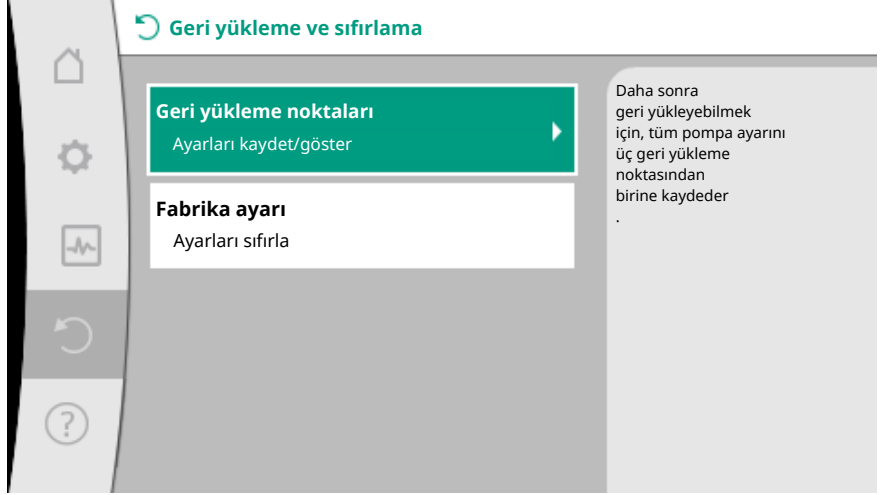 Geri yükleme ve sıfırlama
Geri yükleme noktaları
Ayarları kaydet/göster
Fabrika ayarı
Ayarları sıfırla
Daha sonra
geri yükleyebilmek
için, tüm pompa ayarını
üç geri yükleme
noktasından
birine kaydeder
.
?